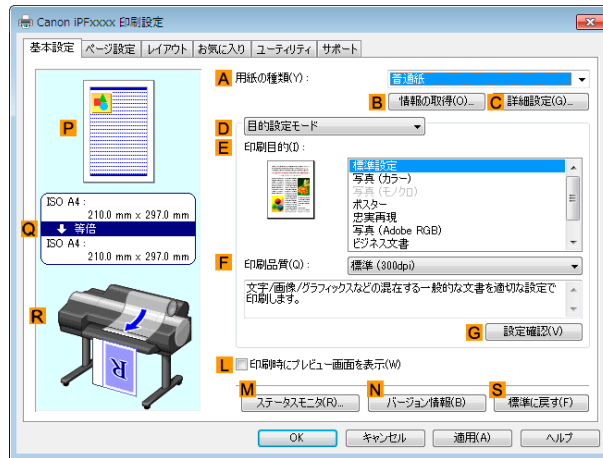 Canon iPFxxxx 印刷設定
基本設定 ページ設定 レイアウト お気に入り ユーティリティ サポート
A 用紙の種類(Y): 普通紙
B 情報の取得(O)... C 詳細設定(G)...
P
D 目的設定モード
E 印刷目的(I):
標準設定
写真 (カラー)
写真 (モノクロ)
ポスター
忠実再現
写真 (Adobe RGB)
ビジネス文書
ISO A4 :
210.0 mm x 297.0 mm
Q 等倍
ISO A4 :
210.0 mm x 297.0 mm
F 印刷品質(Q): 標準 (300dpi)
文字/画像/グラフィックスなどの混在する一般的な文書を適切な設定で
印刷します。
R
G 設定確認(V)
R
L 印刷時にプレビュー画面を表示(W)
M ステータスモニタ(R)... N バージョン情報(B) S 標準に戻す(F)
OK キャンセル 適用(A) ヘルプ